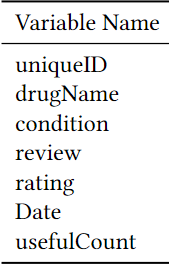 Variable Name
uniqueID
drugName
condition
review
rating
Date
usefulCount